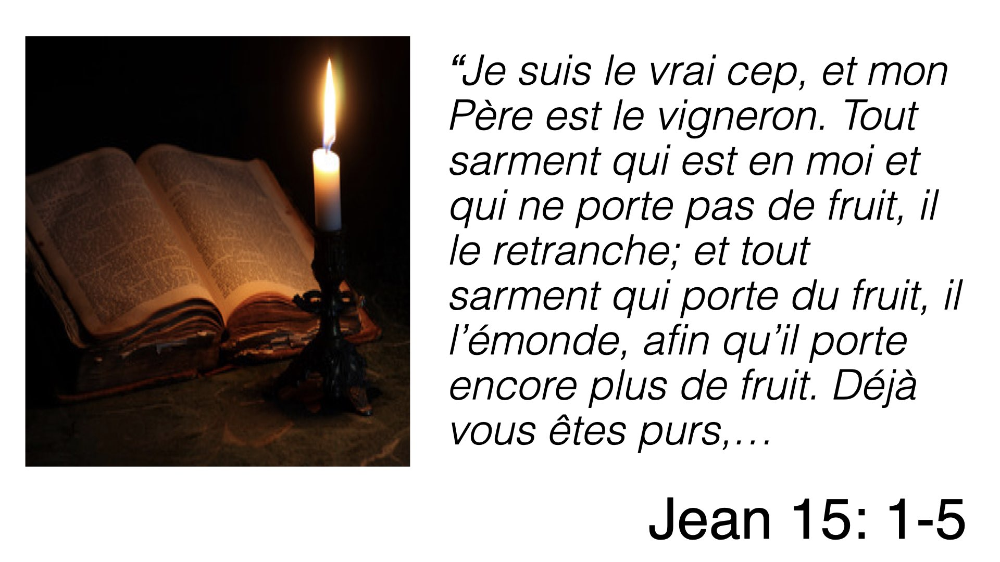 “Je suis le vrai cep, et mon
Père est le vigneron. Tout
sarment qui est en moi et
qui ne porte pas de fruit, il
le retranche; et tout
sarment qui porte du fruit, il
l’émonde, afin qu’il porte
encore plus de fruit. Déjà
vous êtes purs,…
Jean 15: 1-5